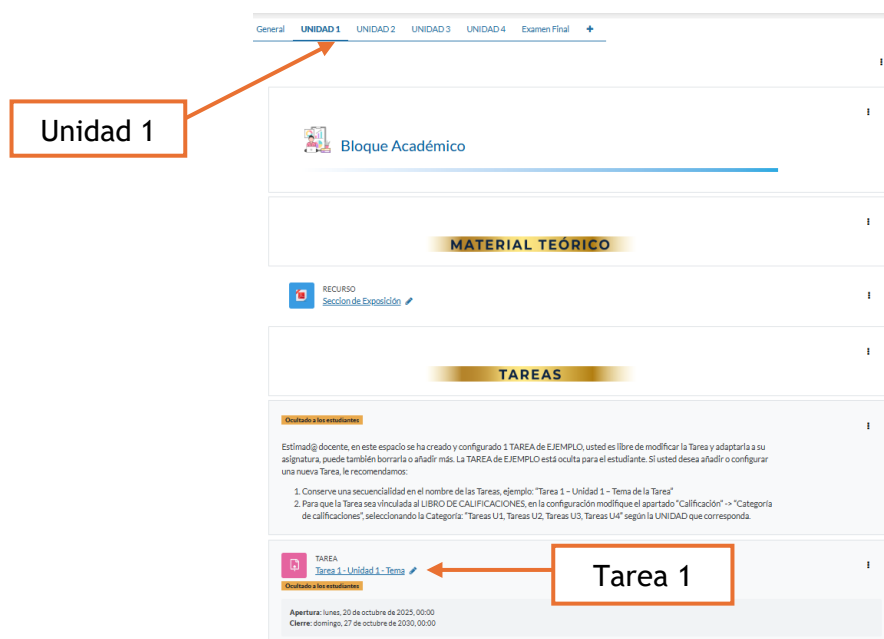 General UNIDAD 1 UNIDAD 2 UNIDAD 3 UNIDAD 4 Examen Final +
Unidad 1
Bloque Académico
MATERIAL TEÓRICO
RECURSO
Seccion de Exposición
TAREAS
Ocultado a los estudiantes
Estimad@ docente, en este espacio se ha creado y configurado 1 TAREA de EJEMPLO, usted es libre de modificar la Tarea y adaptarla a su
asignatura, puede también borrarla o añadir más. La TAREA de EJEMPLO está oculta para el estudiante. Si usted desea añadir o configurar
una nueva Tarea, le recomendamos:
1. Conserve una secuencialidad en el nombre de las Tareas, ejemplo: "Tarea 1 – Unidad 1 – Tema de la Tarea"
2. Para que la Tarea sea vinculada al LIBRO DE CALIFICACIONES, en la configuración modifique el apartado "Calificación" -> "Categoría
de calificaciones", seleccionando la Categoría: "Tareas U1, Tareas U2, Tareas U3, Tareas U4" según la UNIDAD que corresponda.
TAREA
Tarea 1 - Unidad 1 - Tema
Tarea 1
Ocultado a los estudiantes
Apertura: lunes, 20 de octubre de 2025, 00:00
Cierre: domingo, 27 de octubre de 2030, 00:00